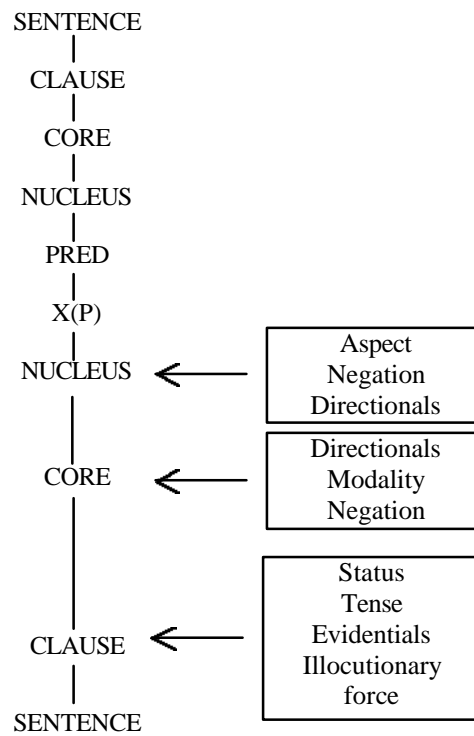 SENTENCE
CLAUSE
CORE
NUCLEUS
PRED
X(P)
NUCLEUS
Aspect
Negation
Directionals
CORE
Directionals
Modality
Negation
CLAUSE
Status
Tense
Evidentials
Illocutionary
force
SENTENCE